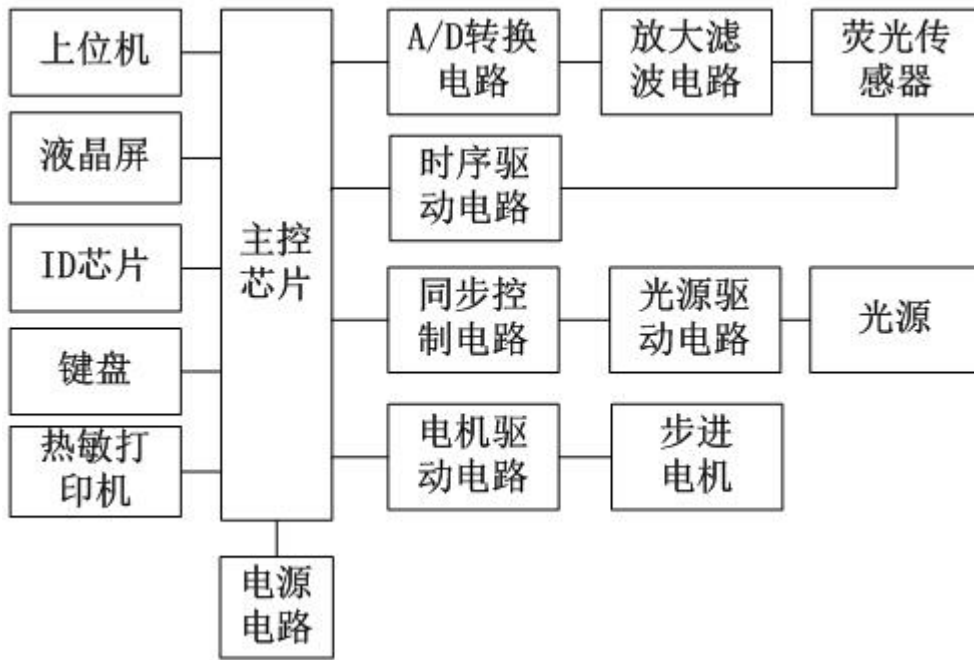 上位机
液晶屏
ID芯片
键盘
热敏打
印机
主控
芯片
电源
电路
A/D转换
电路
放大滤
波电路
荧光传
感器
时序驱
动电路
同步控
制电路
光源驱
动电路
光源
电机驱
动电路
步进
电机